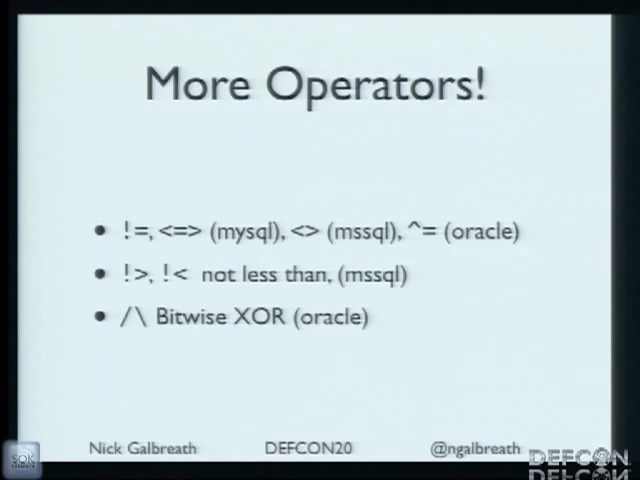 More Operators!
• !=, <=> (mysql), <> (mssql), ^= (oracle)
• !>, !< not less than, (mssql)
• /\ Bitwise XOR (oracle)
Nick Galbreath DEFCON20 @ngalbreath
DEFCON